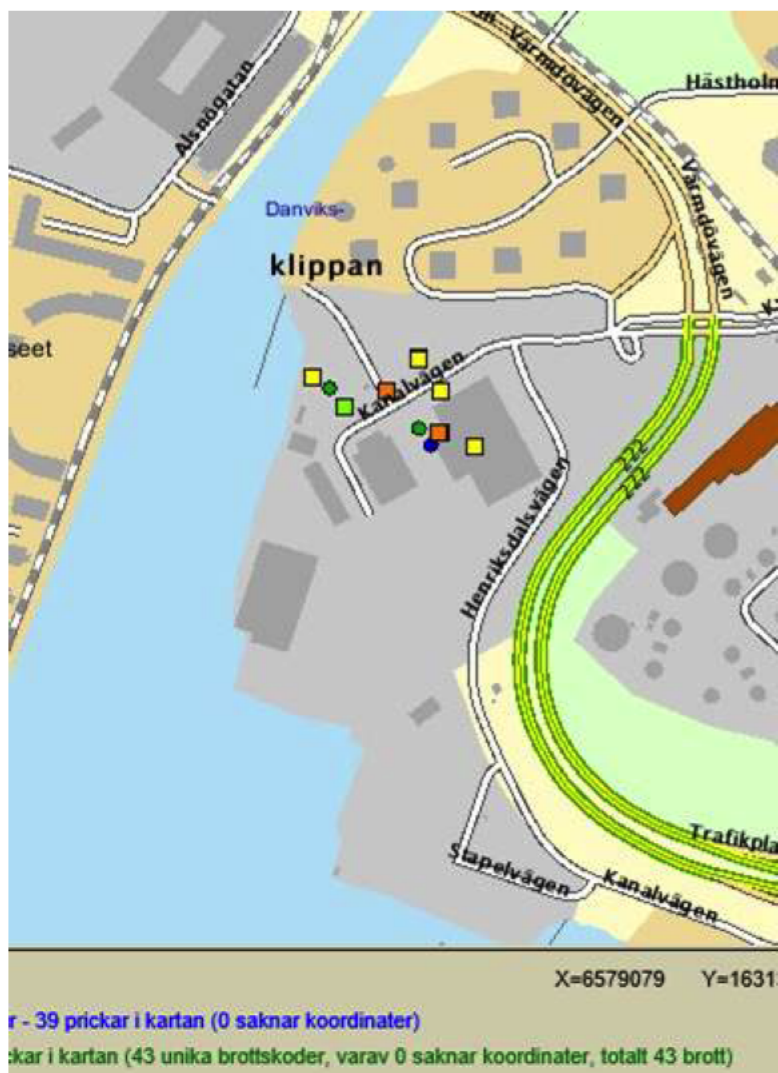 Värmdövägen
Hästholm
Alsnögatan
Värmdövägen
Danviks-
klippan
seet
Kanalvägen
222
222
Henriksdalsvägen
Trafikpla
Stapelvägen
Kanalvägen
X=6579079 Y=1631
r - 39 prickar i kartan (0 saknar koordinater)
ckar i kartan (43 unika brottskoder, varav 0 saknar koordinater, totalt 43 brott)